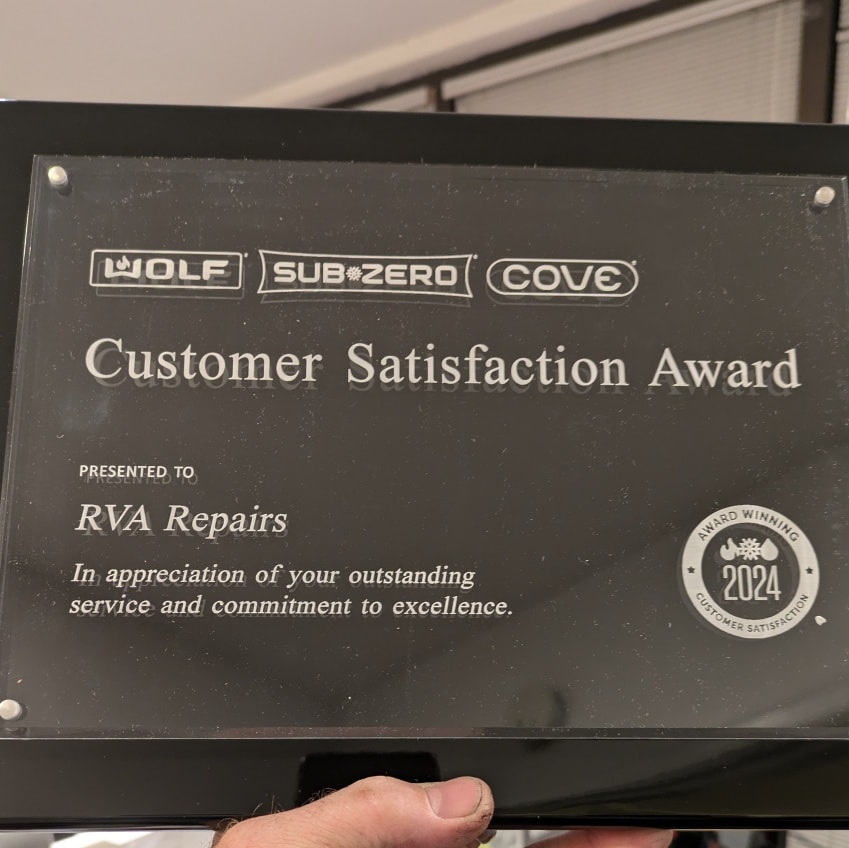 WOLF SUB ZERO COVE
Customer Satisfaction Award
PRESENTED TO
RVA Repairs
In appreciation of your outstanding
service and commitment to excellence.
AWARD WINNING
2024
CUSTOMER SATISFACTION